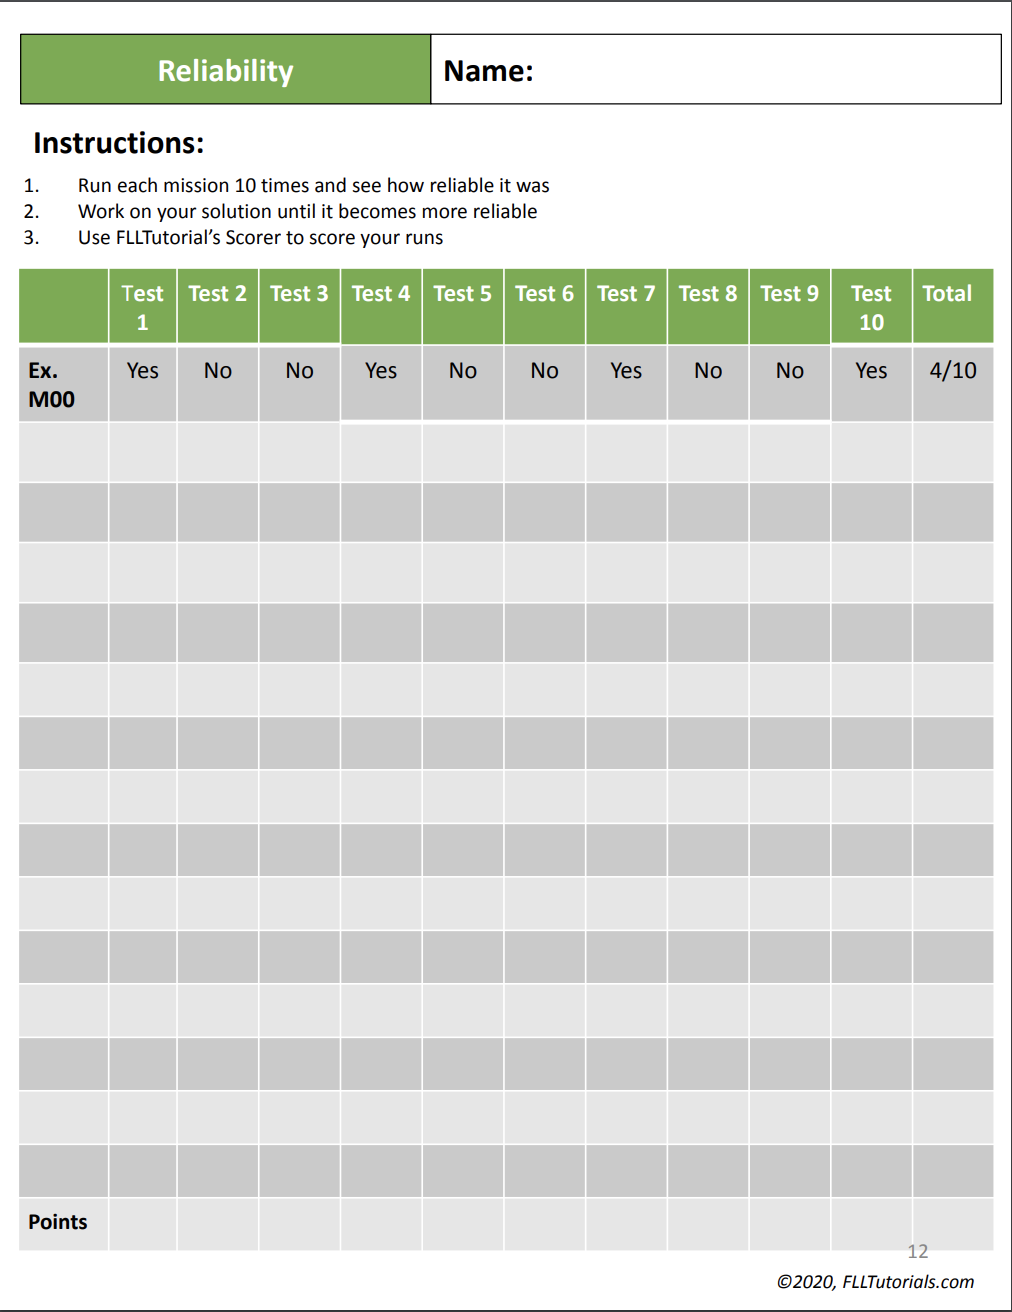 Reliability Name:
Instructions:
1. Run each mission 10 times and see how reliable it was
2. Work on your solution until it becomes more reliable
3. Use FLLTutorial’s Scorer to score your runs
Test 1 Test 2 Test 3 Test 4 Test 5 Test 6 Test 7 Test 8 Test 9 Test 10 Total
Ex. M00 Yes No No Yes No No Yes No No Yes 4/10
Points
12
©2020, FLLTutorials.com